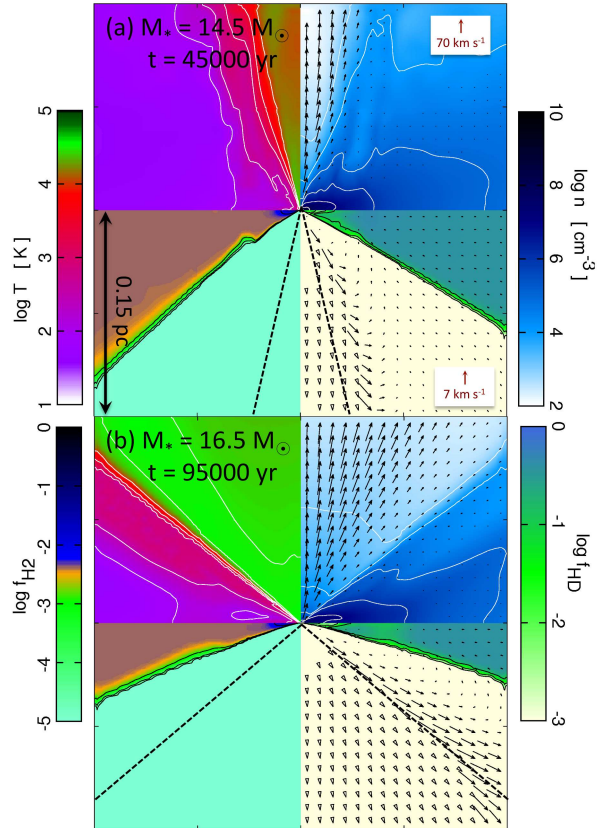 (a) M* = 14.5 M☉
t = 45000 yr
70 km s⁻¹
5
4
3
2
1
log T [ K ]
10
8
6
4
2
log n [ cm⁻³ ]
0.15 pc
7 km s⁻¹
(b) M* = 16.5 M☉
t = 95000 yr
0
-1
-2
-3
-4
-5
log f_H2
0
-1
-2
-3
log f_HD